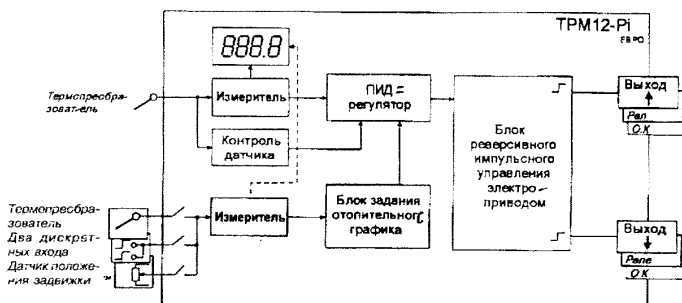 ТРМ12-Pi
ЕВРО
888.8
Термопреобра-
зователь
Измеритель
ПИД =
регулятор
Контроль
датчика
Блок
реверсивного
импульсного
управления
электро-
приводом
Выход
Рел
О.К
Термопреобра-
зователь
Два дискрет-
ных входа
Датчик положе-
ния задвижки
Измеритель
Блок задания
отопительного
графика
Выход
Реле
О.К